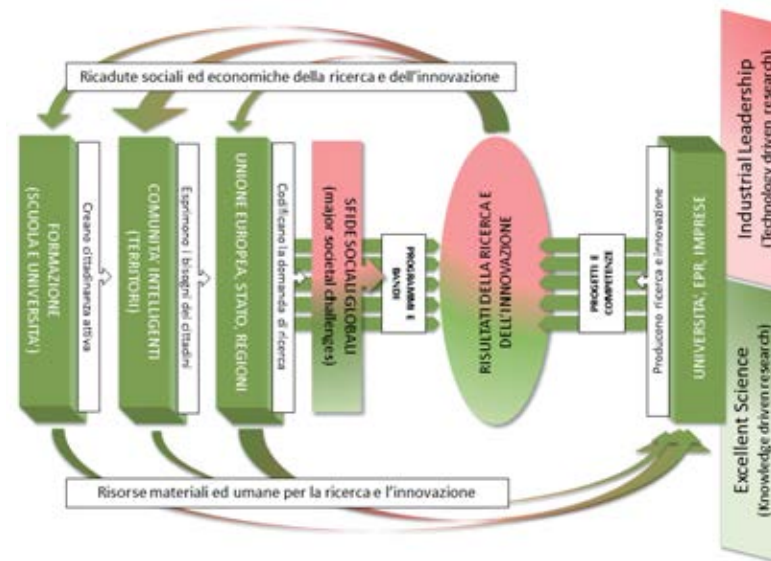 Ricadute sociali ed economiche della ricerca e dell'innovazione
FORMAZIONE
(SCUOLA E UNIVERSITA')
Creano cittadinanza attiva
COMUNITA' INTELLIGENTI
(TERRITORI)
Esprimono i bisogni dei cittadini
UNIONE EUROPEA, STATO, REGIONI
Codificano la domanda di ricerca
SFIDE SOCIALI GLOBALI
(major societal challenges)
PROGRAMMI E
BANDI
RISULTATI DELLA RICERCA E
DELL'INNOVAZIONE
PROGETTI E
COMPETENZE
Producono ricerca e innovazione
UNIVERSITA', EPR, IMPRESE
Industrial Leadership
(Technology driven research)
Excellent Science
(Knowledge driven research)
Risorse materiali ed umane per la ricerca e l'innovazione